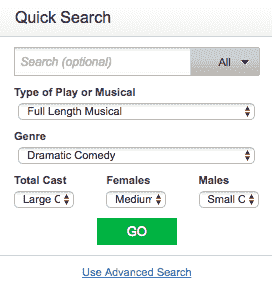 Quick Search
Search (optional) All
Type of Play or Musical
Full Length Musical
Genre
Dramatic Comedy
Total Cast Females Males
Large C Medium Small C
GO
Use Advanced Search